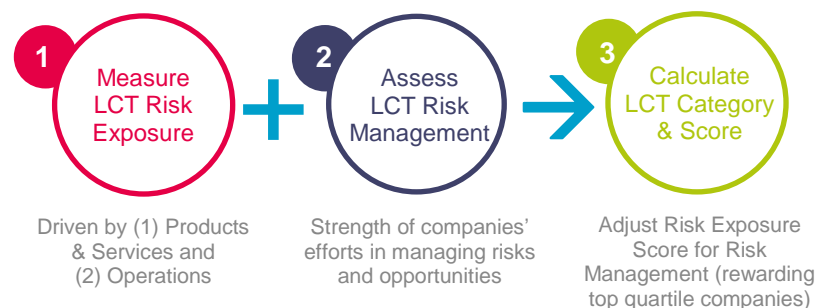 1
Measure
LCT Risk
Exposure
Driven by (1) Products
& Services and
(2) Operations
2
Assess
LCT Risk
Management
Strength of companies’
efforts in managing risks
and opportunities
3
Calculate
LCT Category
& Score
Adjust Risk Exposure
Score for Risk
Management (rewarding
top quartile companies)